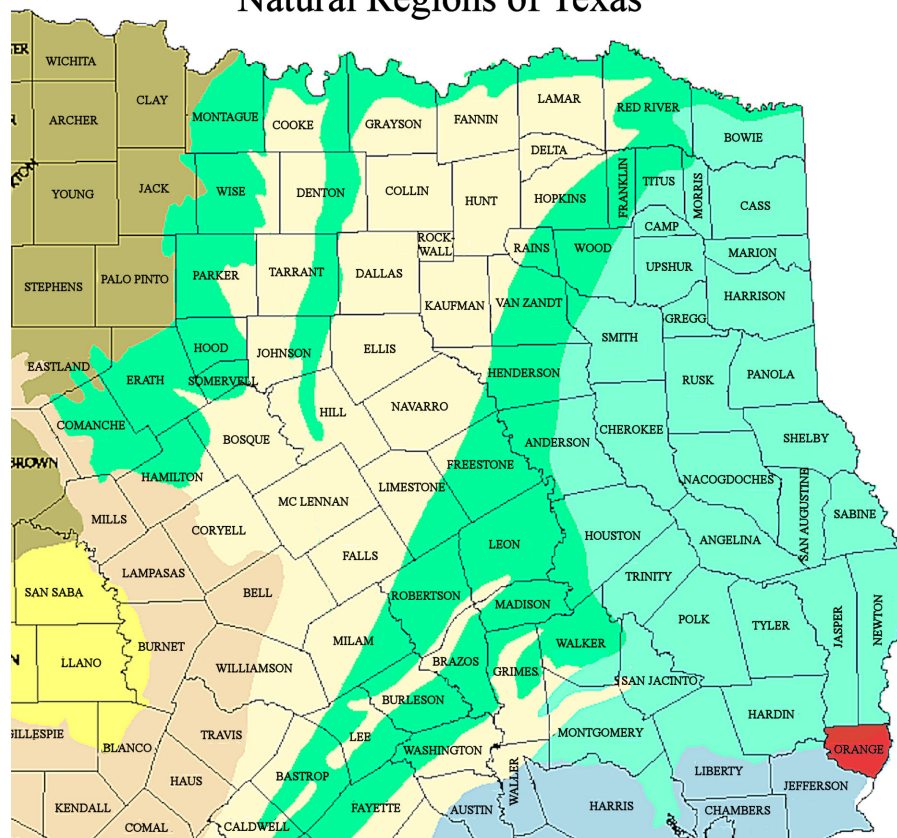 Natural Regions of Texas
WICHITA
CLAY
ARCHER
MONTAGUE
COOKE
GRAYSON
FANNIN
LAMAR
RED RIVER
BOWIE
DELTA
YOUNG
JACK
WISE
DENTON
COLLIN
HUNT
HOPKINS
FRANKLIN
TITUS
MORRIS
CASS
CAMP
ROCK-
WALL
RAINS
WOOD
UPSHUR
MARION
STEPHENS
PALO PINTO
PARKER
TARRANT
DALLAS
KAUFMAN
VAN ZANDT
HARRISON
GREGG
SMITH
EASTLAND
HOOD
JOHNSON
ELLIS
ERATH
SOMERVELL
HENDERSON
RUSK
PANOLA
COMANCHE
HILL
NAVARRO
BOSQUE
ANDERSON
CHEROKEE
SHELBY
BROWN
HAMILTON
FREESTONE
LIMESTONE
MC LENNAN
NACOGDOCHES
SAN AUGUSTINE
SABINE
MILLS
CORYELL
FALLS
LEON
HOUSTON
ANGELINA
LAMPASAS
BELL
TRINITY
SAN SABA
ROBERTSON
MADISON
POLK
TYLER
JASPER
NEWTON
BURNET
MILAM
WALKER
LLANO
WILLIAMSON
BRAZOS
GRIMES
SAN JACINTO
BURLESON
HARDIN
GILLESPIE
BLANCO
TRAVIS
LEE
MONTGOMERY
ORANGE
WASHINGTON
BASTROP
WALLER
LIBERTY
HAUS
JEFFERSON
KENDALL
COMAL
CALDWELL
FAYETTE
AUSTIN
HARRIS
CHAMBERS